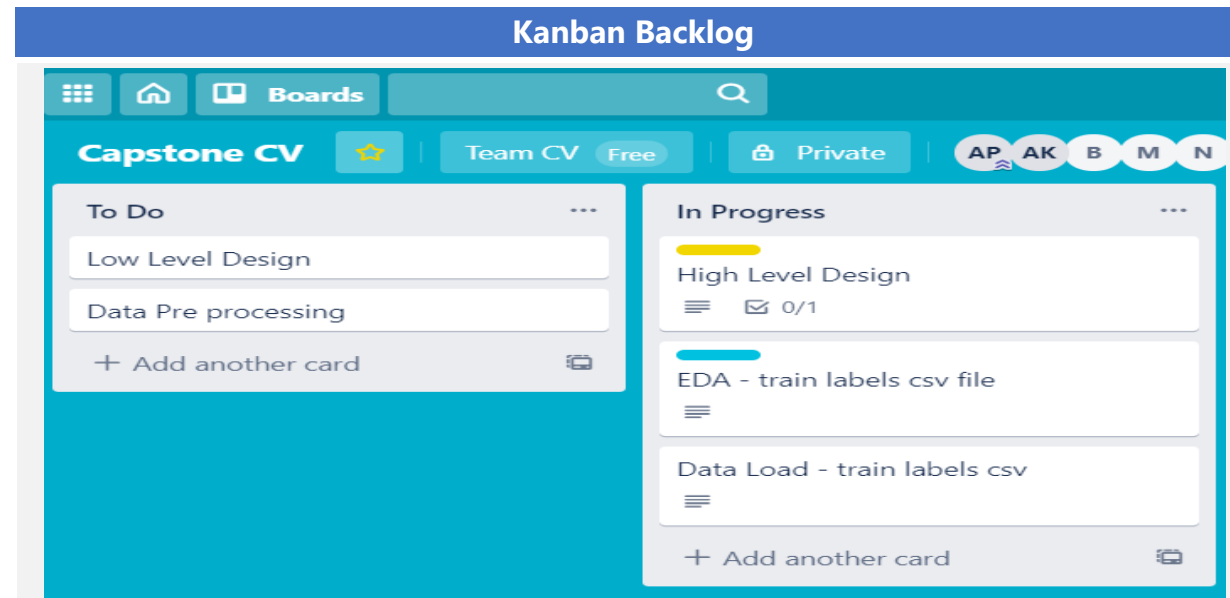 Kanban Backlog
Boards
Capstone CV Team CV Free Private AP AK B M N
To Do
Low Level Design
Data Pre processing
+ Add another card
In Progress
High Level Design
0/1
EDA - train labels csv file
Data Load - train labels csv
+ Add another card